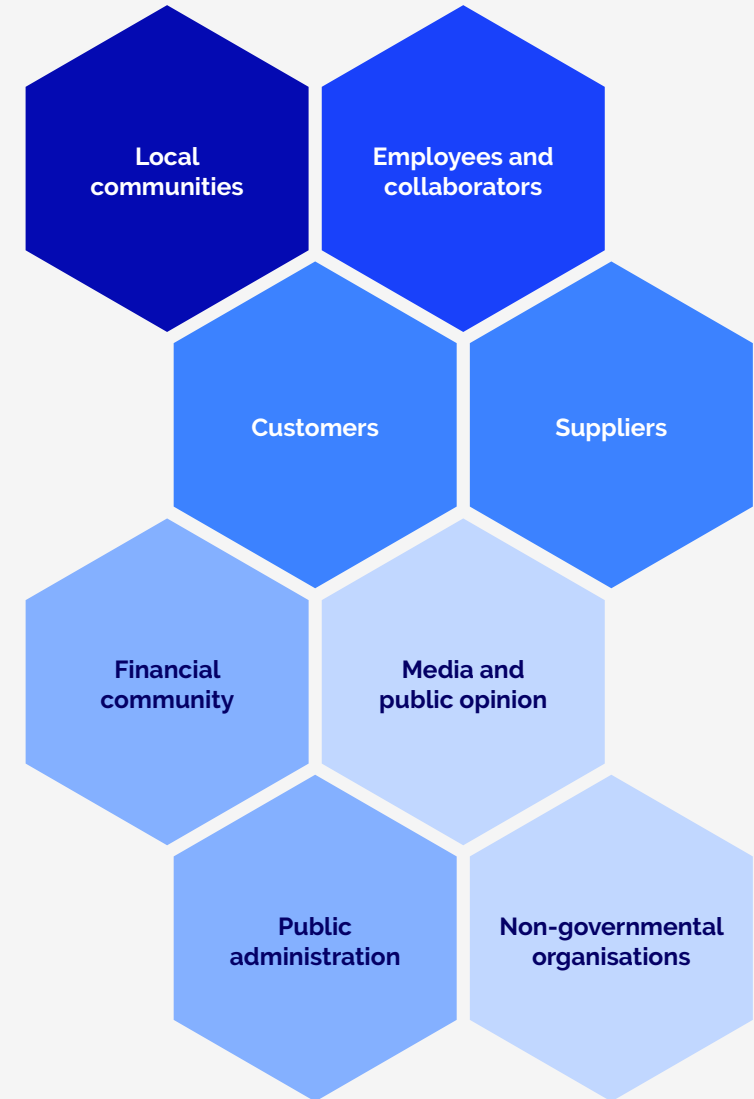 Local
communities
Employees and
collaborators
Customers
Suppliers
Financial
community
Media and
public opinion
Public
administration
Non-governmental
organisations